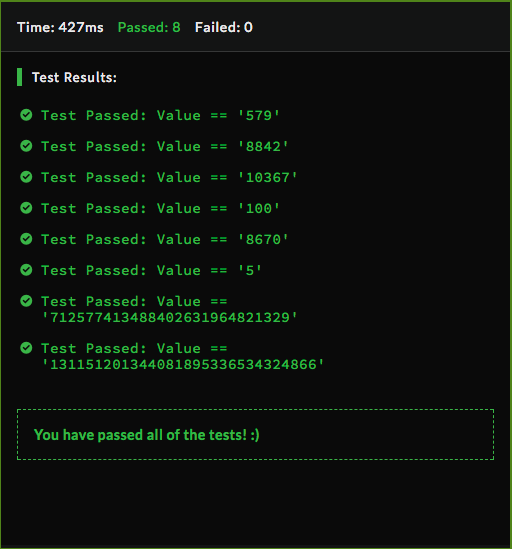 Time: 427ms Passed: 8 Failed: 0
Test Results:
Test Passed: Value == '579'
Test Passed: Value == '8842'
Test Passed: Value == '10367'
Test Passed: Value == '100'
Test Passed: Value == '8670'
Test Passed: Value == '5'
Test Passed: Value ==
'712577413488402631964821329'
Test Passed: Value ==
'1311512013440818953365343248​66'
You have passed all of the tests! :)